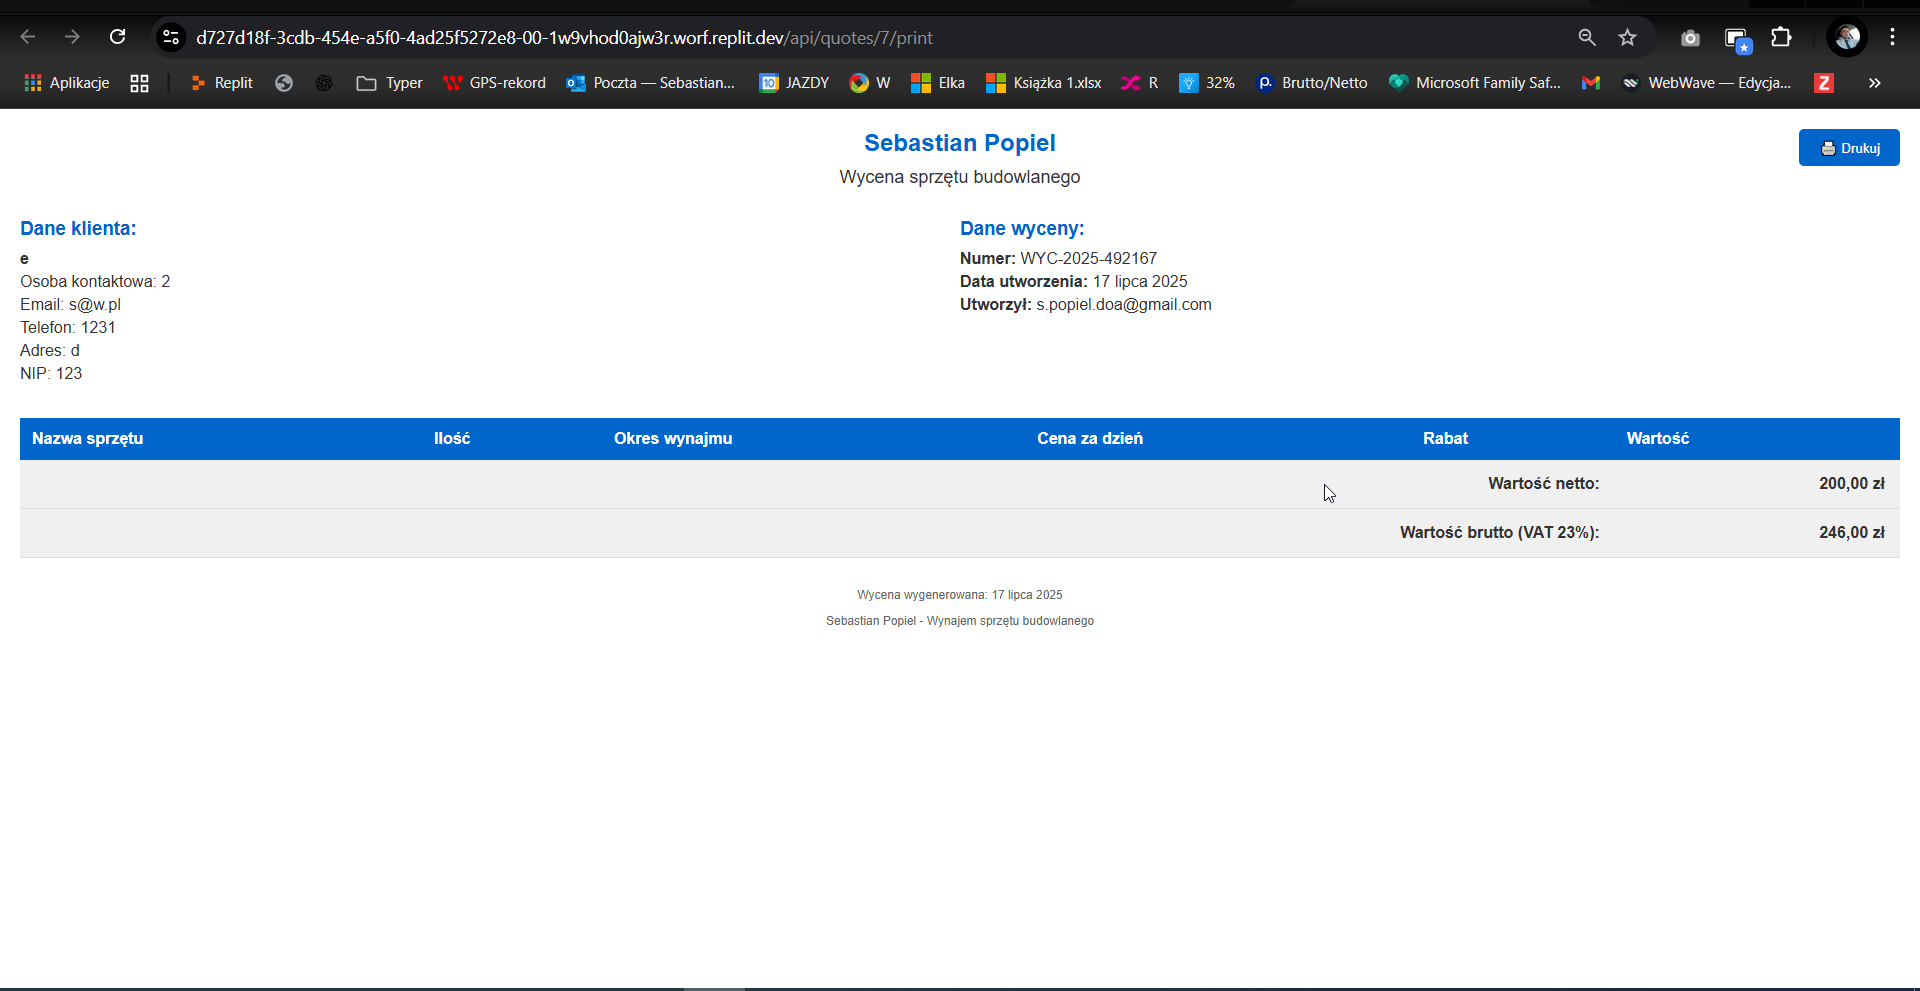 d727d18f-3cdb-454e-a5f0-4ad25f5272e8-00-1w9vhod0ajw3r.worf.replit.dev/api/quotes/7/print
Aplikacje Replit Typer GPS-rekord Poczta — Sebastian... 10 JAZDY W Elka Książka 1.xlsx R 32% Brutto/Netto Microsoft Family Saf... WebWave — Edycja... Z »
Sebastian Popiel
Drukuj
Wycena sprzętu budowlanego
Dane klienta:
e
Osoba kontaktowa: 2
Email: s@w.pl
Telefon: 1231
Adres: d
NIP: 123
Dane wyceny:
Numer: WYC-2025-492167
Data utworzenia: 17 lipca 2025
Utworzył: s.popiel.doa@gmail.com
Nazwa sprzętu Ilość Okres wynajmu Cena za dzień Rabat Wartość
Wartość netto: 200,00 zł
Wartość brutto (VAT 23%): 246,00 zł
Wycena wygenerowana: 17 lipca 2025
Sebastian Popiel - Wynajem sprzętu budowlanego